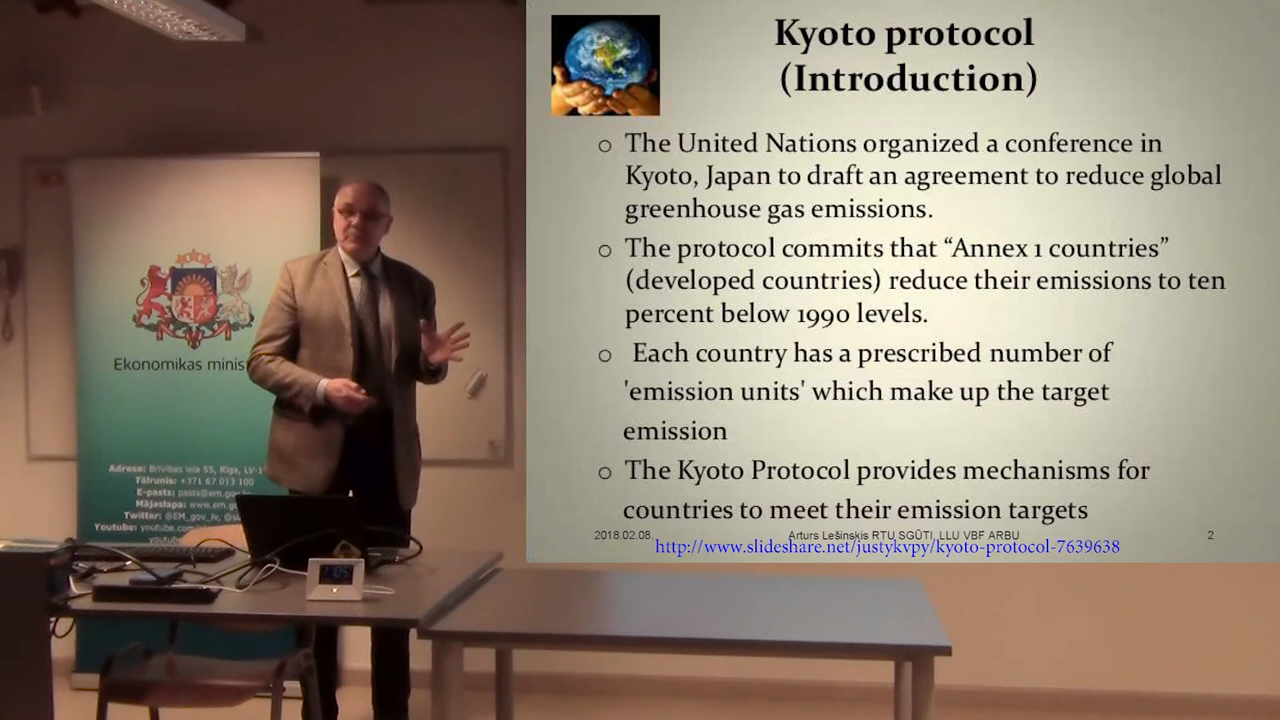 Kyoto protocol
(Introduction)
The United Nations organized a conference in
Kyoto, Japan to draft an agreement to reduce global
greenhouse gas emissions.
The protocol commits that “Annex 1 countries”
(developed countries) reduce their emissions to ten
percent below 1990 levels.
Each country has a prescribed number of
'emission units' which make up the target
emission
The Kyoto Protocol provides mechanisms for
countries to meet their emission targets
2018.02.08. Arturs Lešinskis RTU SGŪTI, LLU VBF ARBU 2
http://www.slideshare.net/justykvpy/kyoto-protocol-7639638
Ekonomikas minis
Adrese: Brīvības iela 55, Rīga, LV-1
Tālrunis: +371 67 013 100
E-pasts: pasts@em.gov
Mājaslapa: www.em.go
Twitter: @EM_gov_lv,
Youtube: youtube.com
youtub